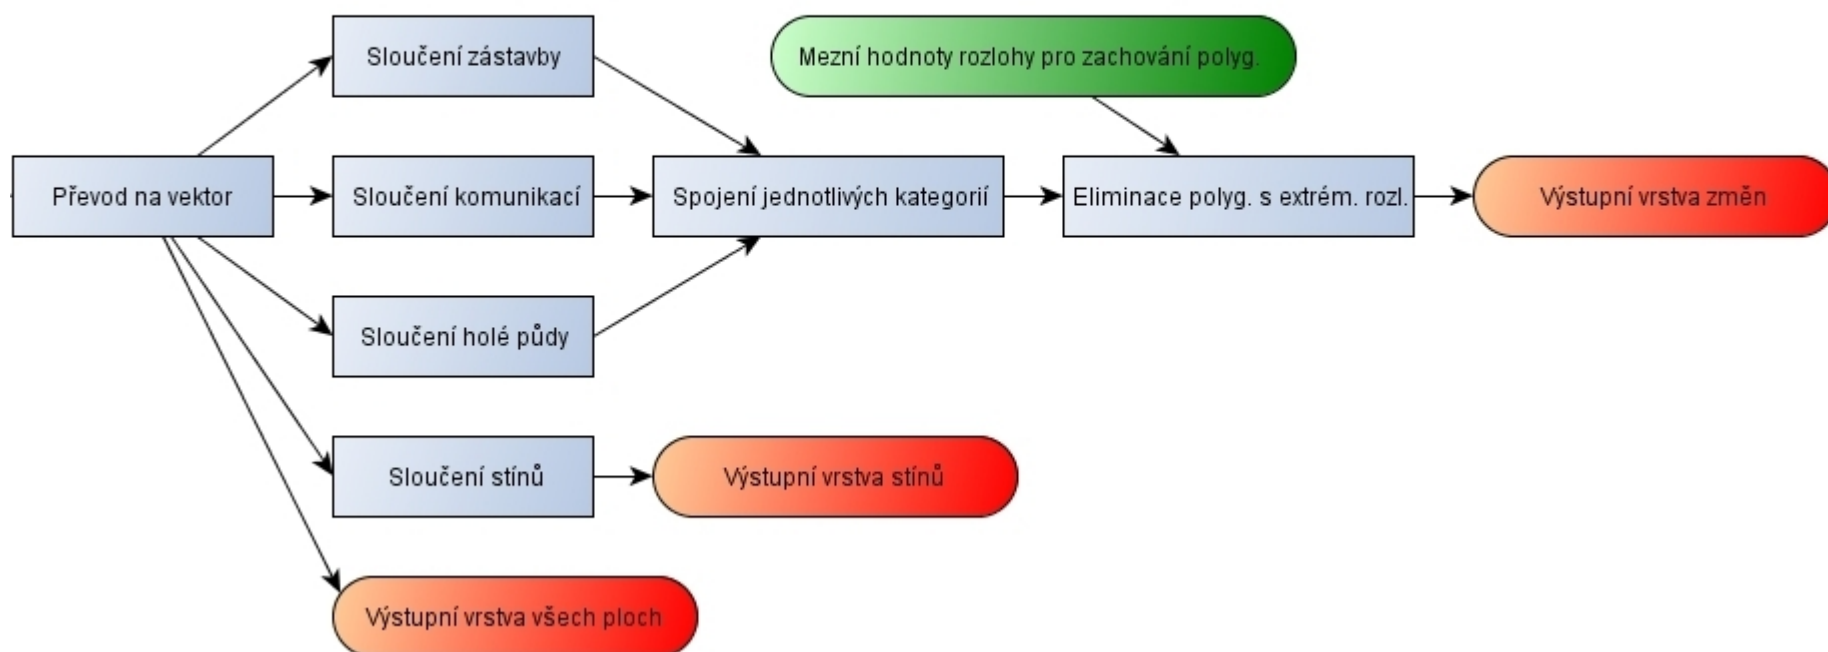 Sloučení zástavby
Mezní hodnoty rozlohy pro zachování polyg.
Převod na vektor
Sloučení komunikací
Spojení jednotlivých kategorií
Eliminace polyg. s extrém. rozl.
Výstupní vrstva změn
Sloučení holé půdy
Sloučení stínů
Výstupní vrstva stínů
Výstupní vrstva všech ploch